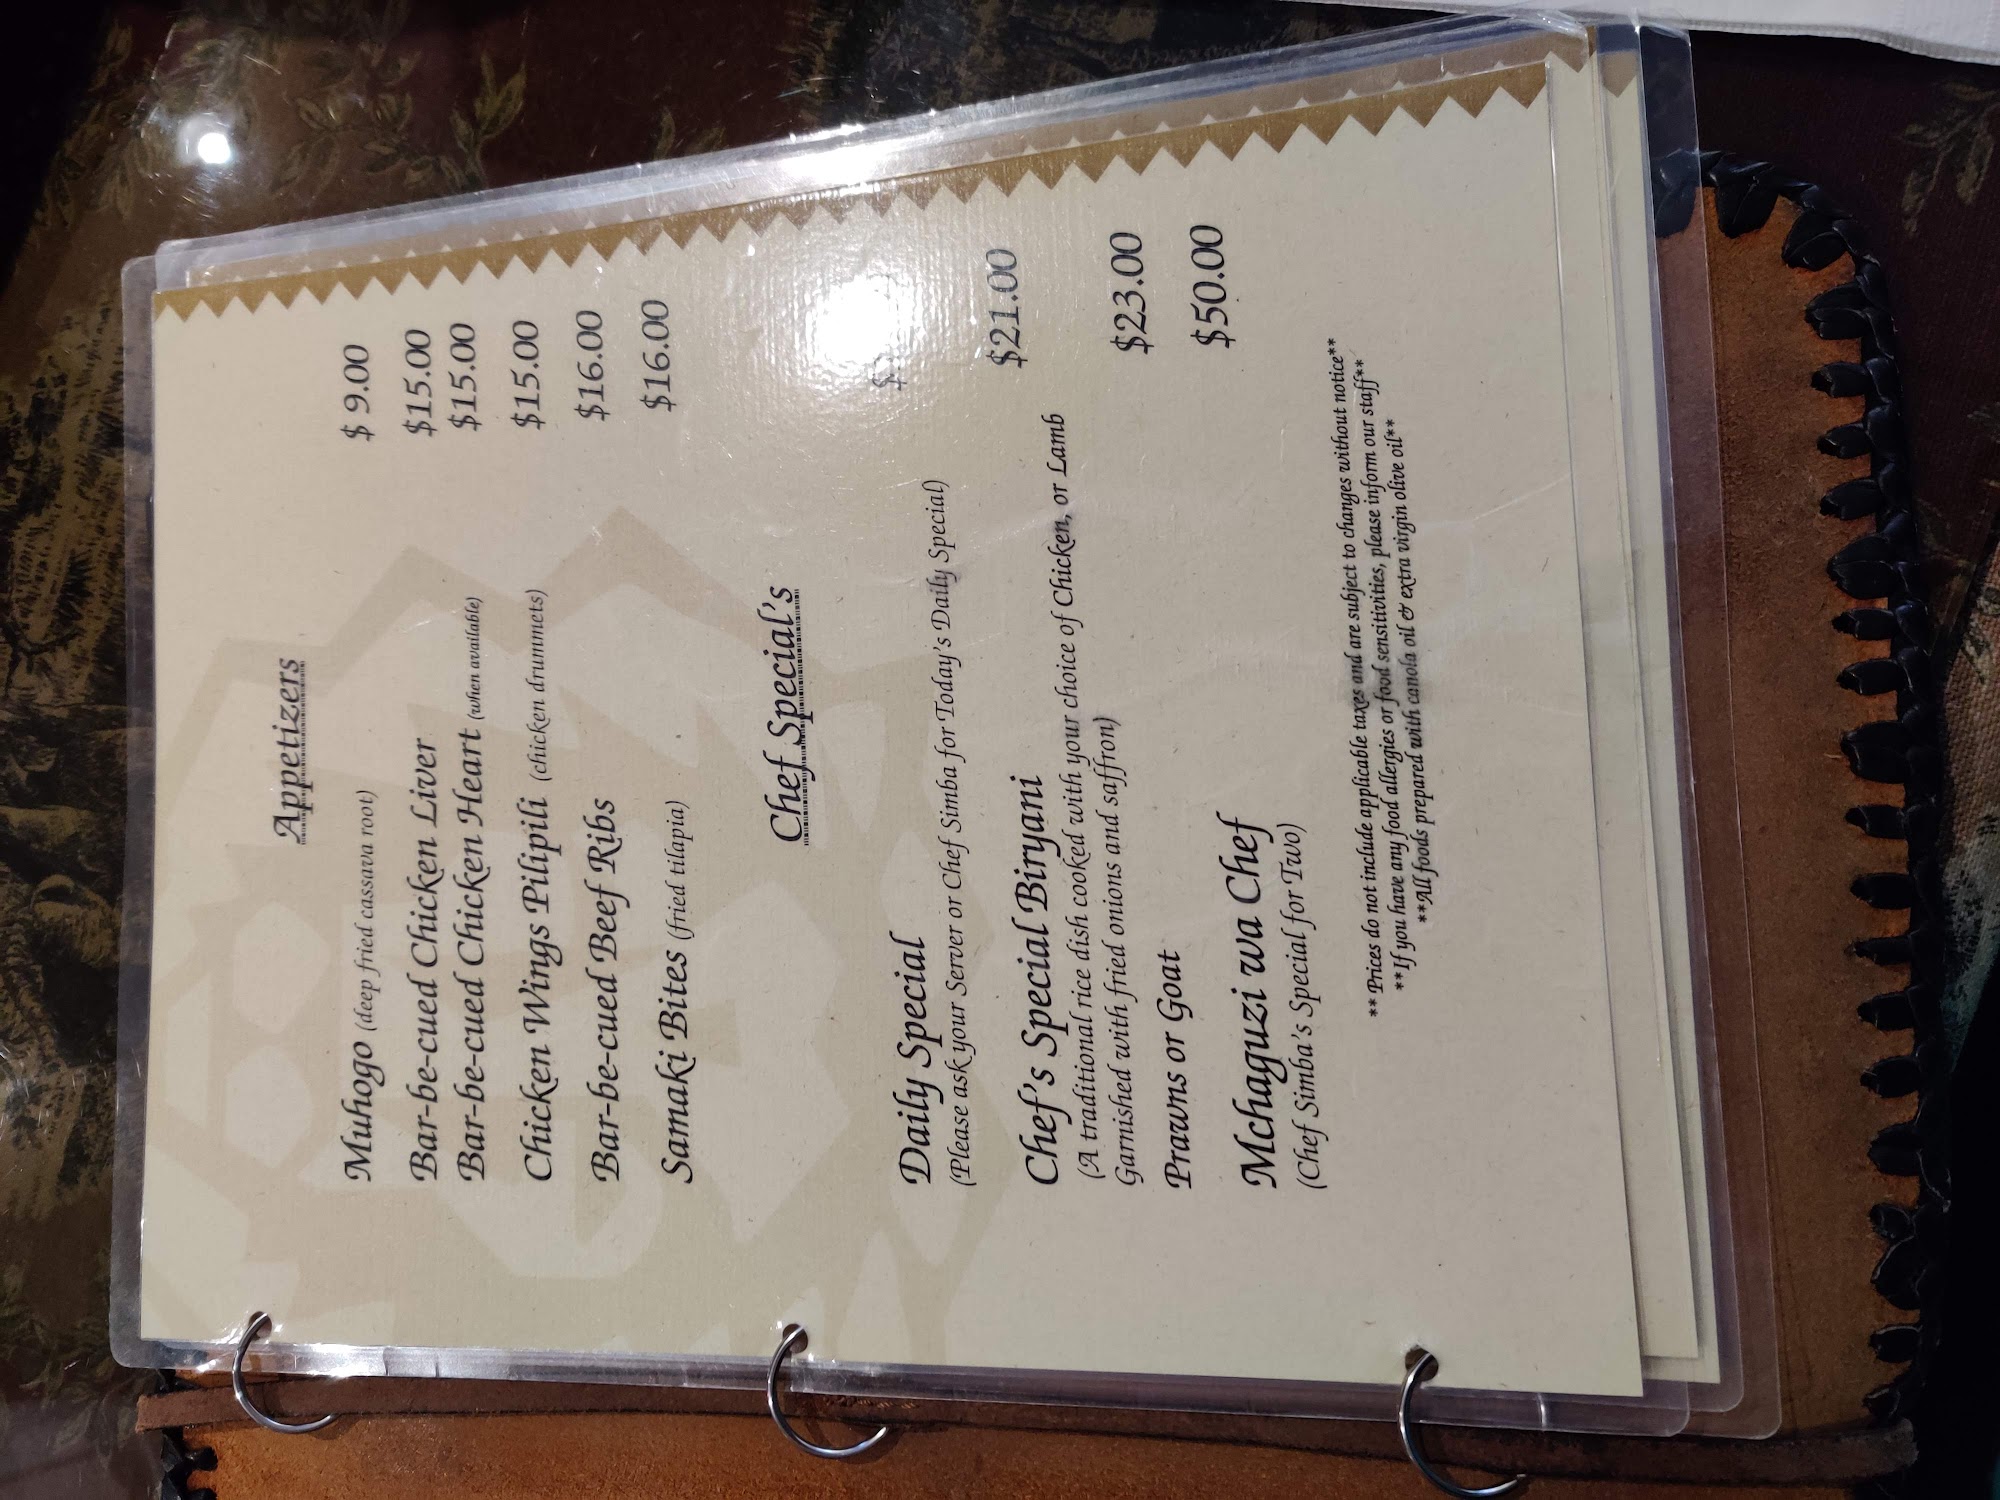 Appetizers
Muhogo (deep fried cassava root) $ 9.00
Bar-be-cued Chicken Liver $15.00
Bar-be-cued Chicken Heart (when available) $15.00
Chicken Wings Pilipili (chicken drummets) $15.00
Bar-be-cued Beef Ribs $16.00
Samaki Bites (fried tilapia) $16.00
Chef Special's
Daily Special
(Please ask your Server or Chef Simba for Today's Daily Special)
Chef's Special Biryani $21.00
(A traditional rice dish cooked with your choice of Chicken, or Lamb
Garnished with fried onions and saffron)
Prawns or Goat $23.00
Mchaguzi wa Chef $50.00
(Chef Simba's Special for Two)
**Prices do not include applicable taxes and are subject to changes without notice**
**If you have any food allergies or food sensitivities, please inform our staff**
**All foods prepared with canola oil & extra virgin olive oil**